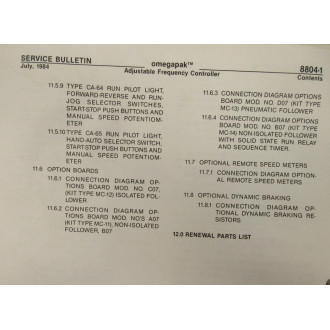 SERVICE BULLETIN
July, 1984
omegapak™
Adjustable Frequency Controller
8804-1
Contents
11.5.9 TYPE CA-64 RUN PILOT LIGHT,
FORWARD-REVERSE AND RUN-
JOG SELECTOR SWITCHES,
START-STOP PUSH BUTTONS AND
MANUAL SPEED POTENTIOM-
ETER
11.5.10 TYPE CA-65 RUN PILOT LIGHT,
HAND-AUTO SELECTOR SWITCH,
START-STOP PUSH BUTTONS AND
MANUAL SPEED POTENTIOM-
ETER
11.6 OPTION BOARDS
11.6.1 CONNECTION DIAGRAM OP-
TIONS BOARD MOD. NO. C07,
(KIT TYPE MC-12) ISOLATED FOL-
LOWER
11.6.2 CONNECTION DIAGRAM OP-
TIONS BOARD MOD. NO'S A07
(KIT TYPE MC-11), NON-ISOLATED
FOLLOWER, B07
11.6.3 CONNECTION DIAGRAM OPTIONS
BOARD MOD. NO. D07 (KIT TYPE
MC-13) PNEUMATIC FOLLOWER
11.6.4 CONNECTION DIAGRAM OPTIONS
BOARD MOD. NO. B07 (KIT TYPE
MC-14) NON ISOLATED FOLLOWER
WITH SOLID STATE RUN RELAY
AND SEQUENCE TIMER.
11.7 OPTIONAL REMOTE SPEED METERS
11.7.1 CONNECTION DIAGRAM OPTION-
AL REMOTE SPEED METERS
11.8 OPTIONAL DYNAMIC BRAKING
11.8.1 CONNECTION DIAGRAM OP-
TIONAL DYNAMIC BRAKING RE-
SISTORS
12.0 RENEWAL PARTS LIST